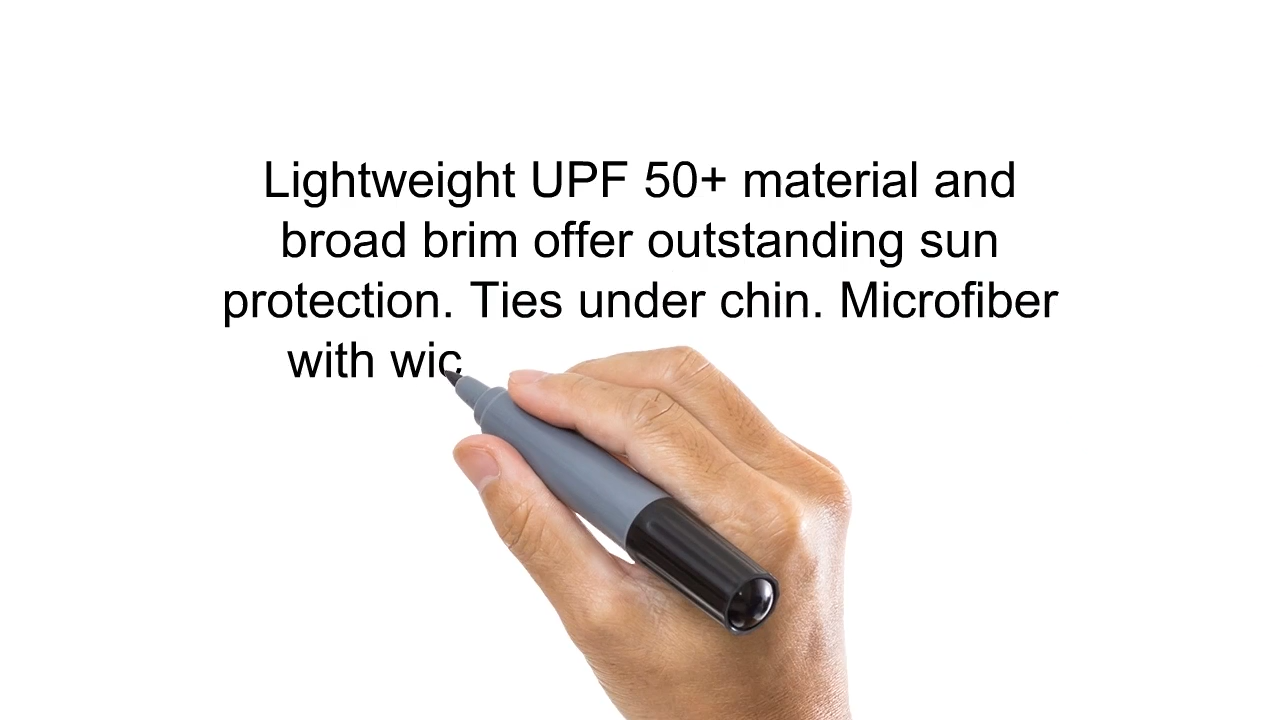 Lightweight UPF 50+ material and
broad brim offer outstanding sun
protection. Ties under chin. Microfiber
with wic